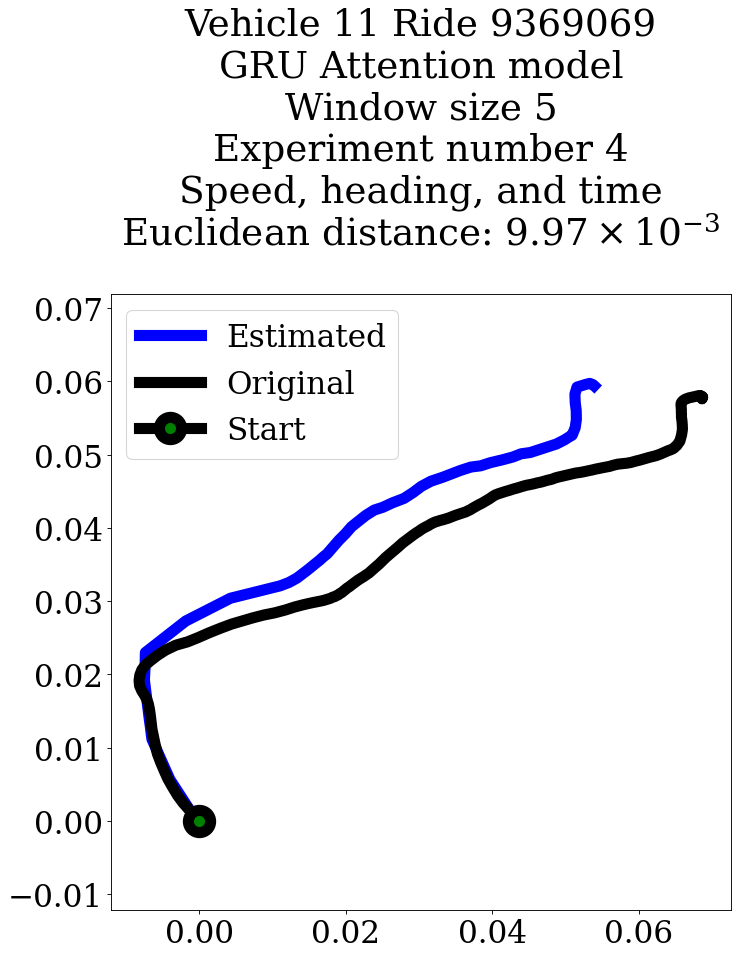 Vehicle 11 Ride 9369069
GRU Attention model
Window size 5
Experiment number 4
Speed, heading, and time
Euclidean distance: 9.97 × 10⁻³
0.07
0.06
0.05
0.04
0.03
0.02
0.01
0.00
−0.01
Estimated
Original
Start
0.00 0.02 0.04 0.06